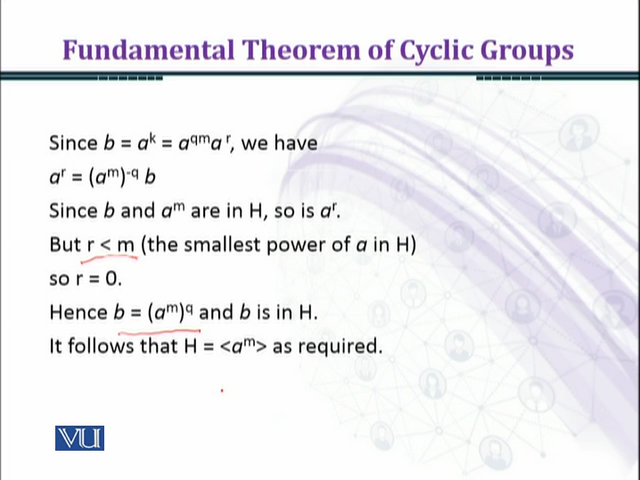 Fundamental Theorem of Cyclic Groups
Since b = aᵏ = a^qm a^r, we have
a^r = (a^m)^-q b
Since b and a^m are in H, so is a^r.
But r < m (the smallest power of a in H)
so r = 0.
Hence b = (a^m)^q and b is in H.
It follows that H = <a^m> as required.
VU